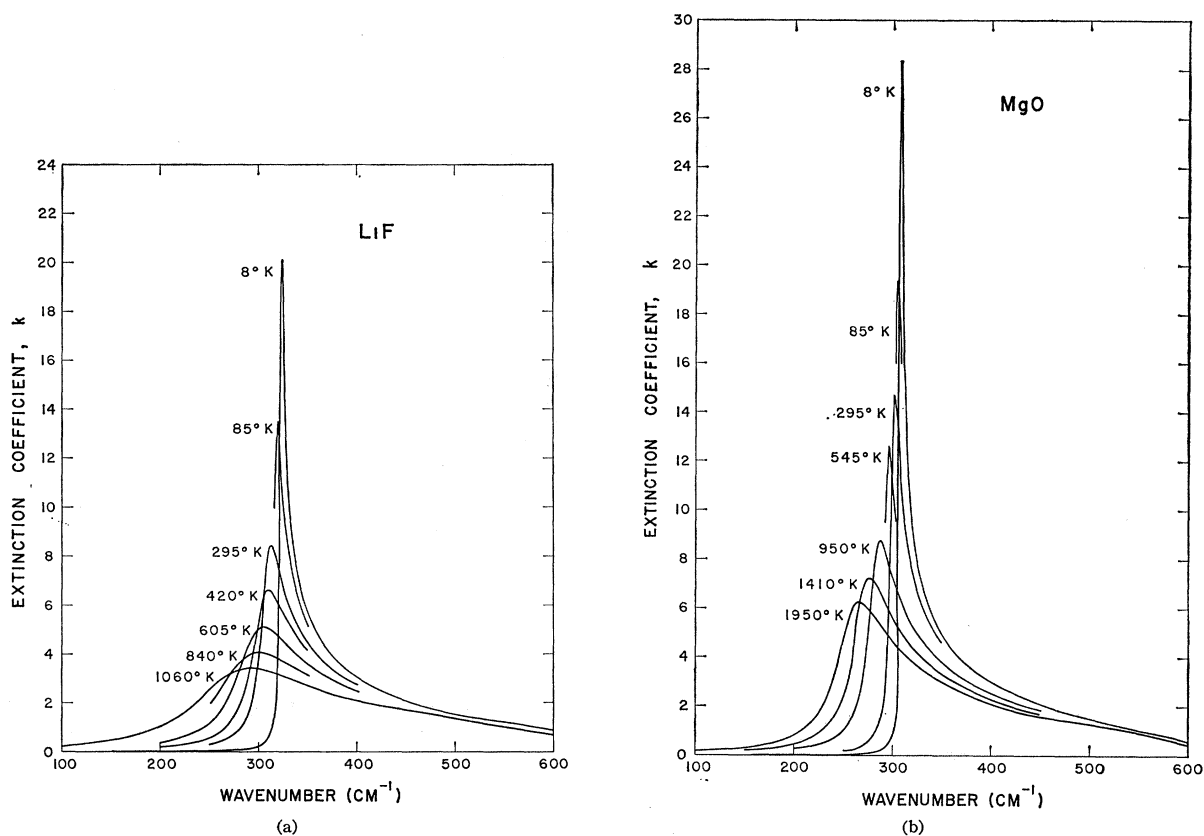 LiF
EXTINCTION COEFFICIENT, k
24
22
20
18
16
14
12
10
8
6
4
2
0
8° K
85° K
295° K
420° K
605° K
840° K
1060° K
100 200 300 400 500 600
WAVENUMBER (CM⁻¹)
(a)
MgO
EXTINCTION COEFFICIENT, k
30
28
26
24
22
20
18
16
14
12
10
8
6
4
2
0
8° K
85° K
295° K
545° K
950° K
1410° K
1950° K
100 200 300 400 500 600
WAVENUMBER (CM⁻¹)
(b)